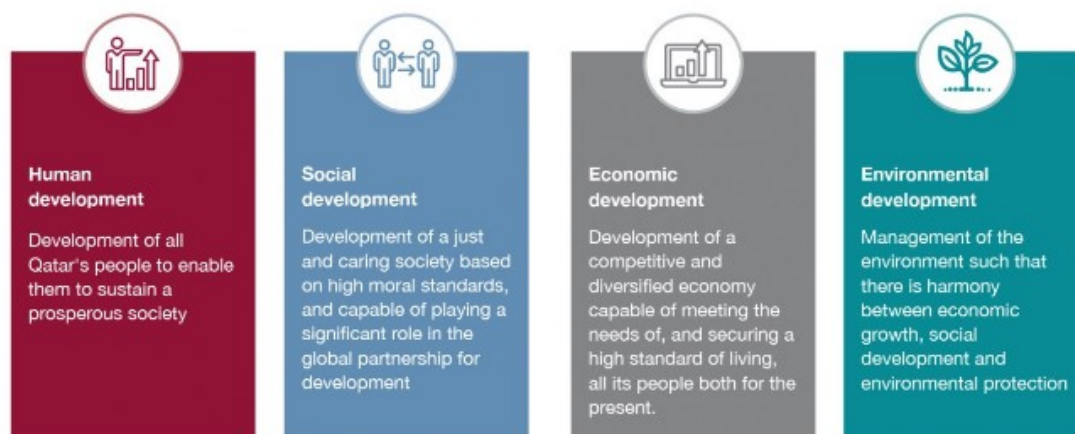 Human
development
Development of all
Qatar's people to enable
them to sustain a
prosperous society
Social
development
Development of a just
and caring society based
on high moral standards,
and capable of playing a
significant role in the
global partnership for
development
Economic
development
Development of a
competitive and
diversified economy
capable of meeting the
needs of, and securing a
high standard of living,
all its people both for the
present.
Environmental
development
Management of the
environment such that
there is harmony
between economic
growth, social
development and
environmental protection